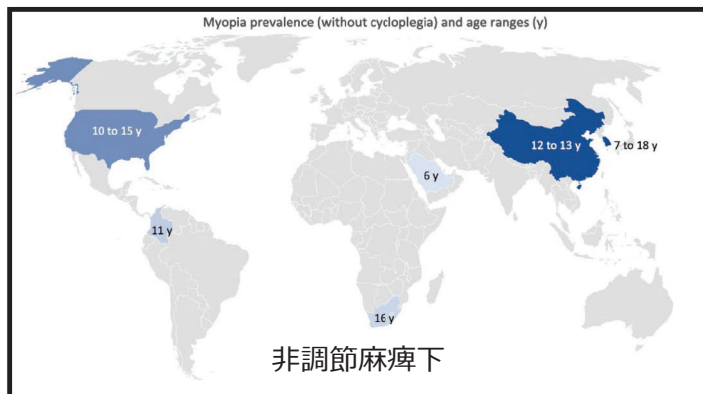 Myopia prevalence (without cycloplegia) and age ranges (y)
10 to 15 y
12 to 13 y
7 to 18 y
6 y
11 y
16 y
非調節麻痺下